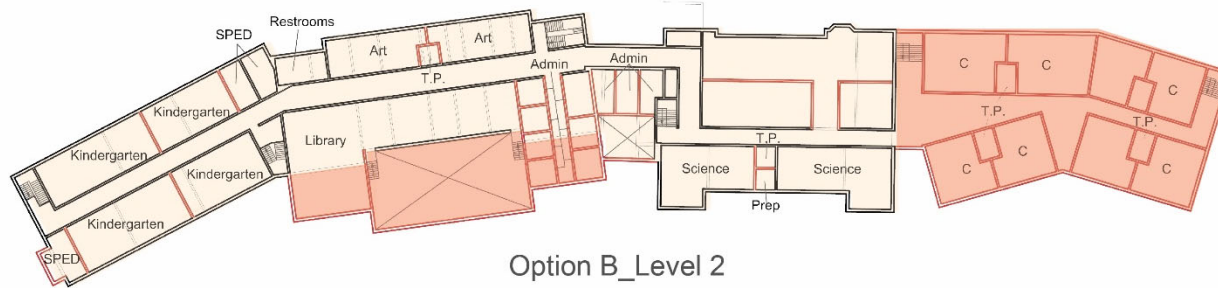 SPED
Restrooms
Art
Art
T.P.
Admin
Admin
Kindergarten
Kindergarten
Kindergarten
Kindergarten
SPED
Library
T.P.
Science
Science
Prep
C
C
T.P.
C
T.P.
T.P.
C
C
C
Option B_Level 2